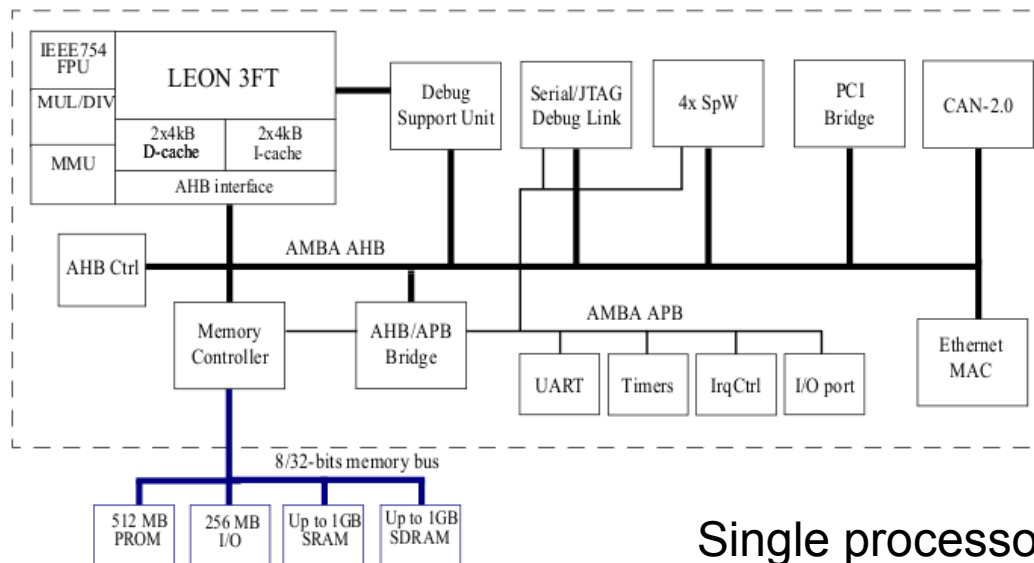 IEEE754
FPU
MUL/DIV
MMU
LEON 3FT
2x4kB
D-cache
2x4kB
I-cache
AHB interface
Debug
Support Unit
Serial/JTAG
Debug Link
4x SpW
PCI
Bridge
CAN-2.0
AHB Ctrl
AMBA AHB
Memory
Controller
AHB/APB
Bridge
AMBA APB
UART
Timers
IrqCtrl
I/O port
Ethernet
MAC
8/32-bits memory bus
512 MB
PROM
256 MB
I/O
Up to 1GB
SRAM
Up to 1GB
SDRAM
Single processo